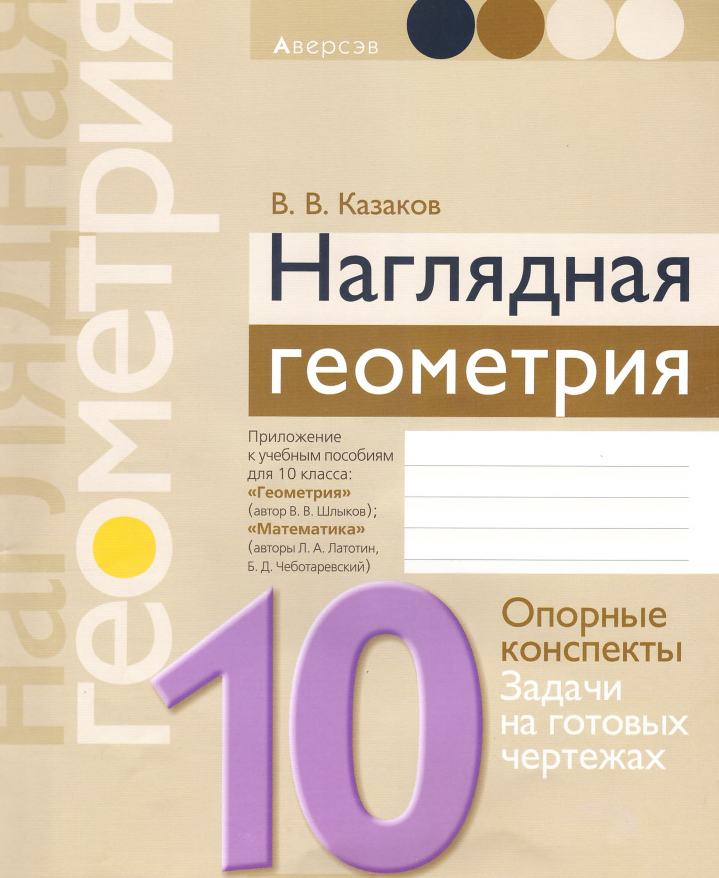 Аверсэв
наглядная
геометрия
В. В. Казаков
Наглядная
геометрия
Приложение
к учебным пособиям
для 10 класса:
«Геометрия»
(автор В. В. Шлыков);
«Математика»
(авторы Л. А. Латотин,
Б. Д. Чеботаревский)
10
Опорные
конспекты
Задачи
на готовых
чертежах